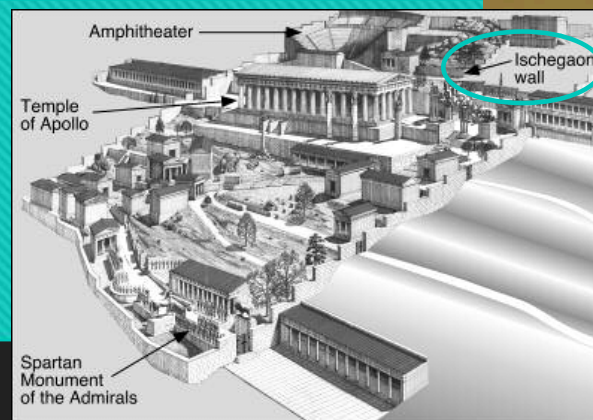 Amphitheater
Ischegaon
wall
Temple
of Apollo
Spartan
Monument
of the Admirals